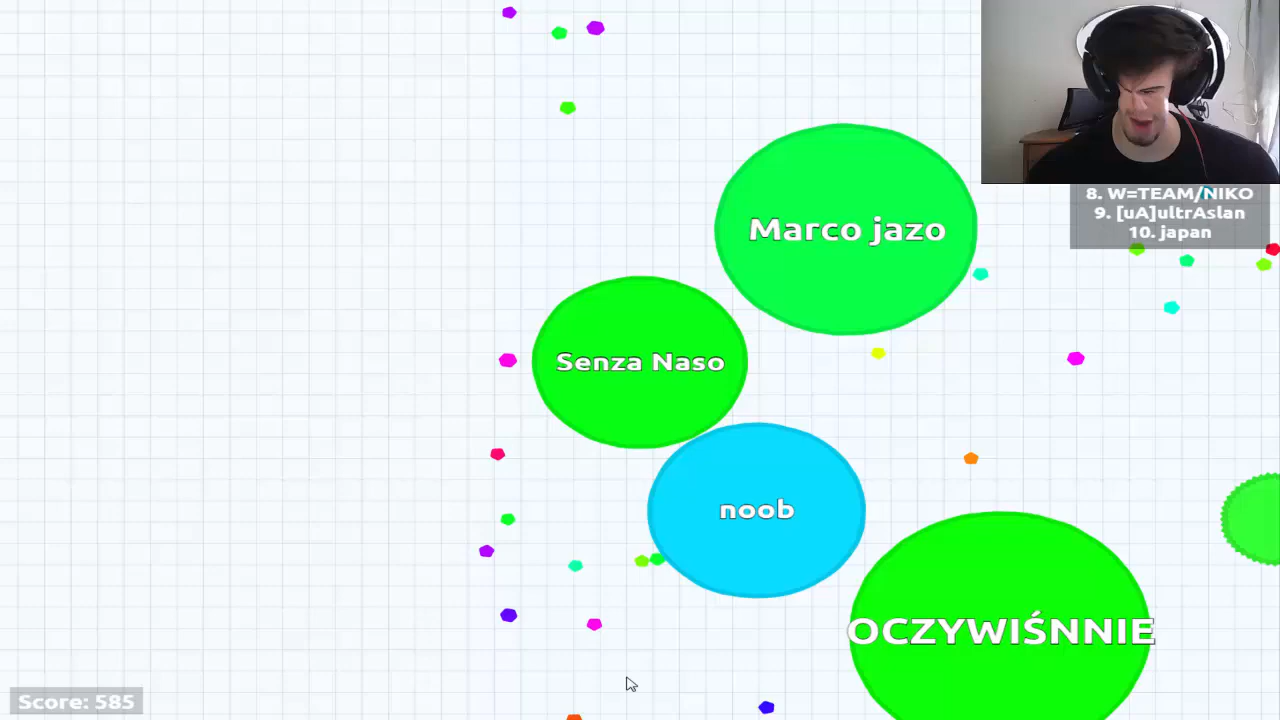 8. W=TEAM/NIKO
9. [uA]ultrAslan
10. japan
Marco jazo
Senza Naso
noob
OCZYWIŚNNIE
Score: 585